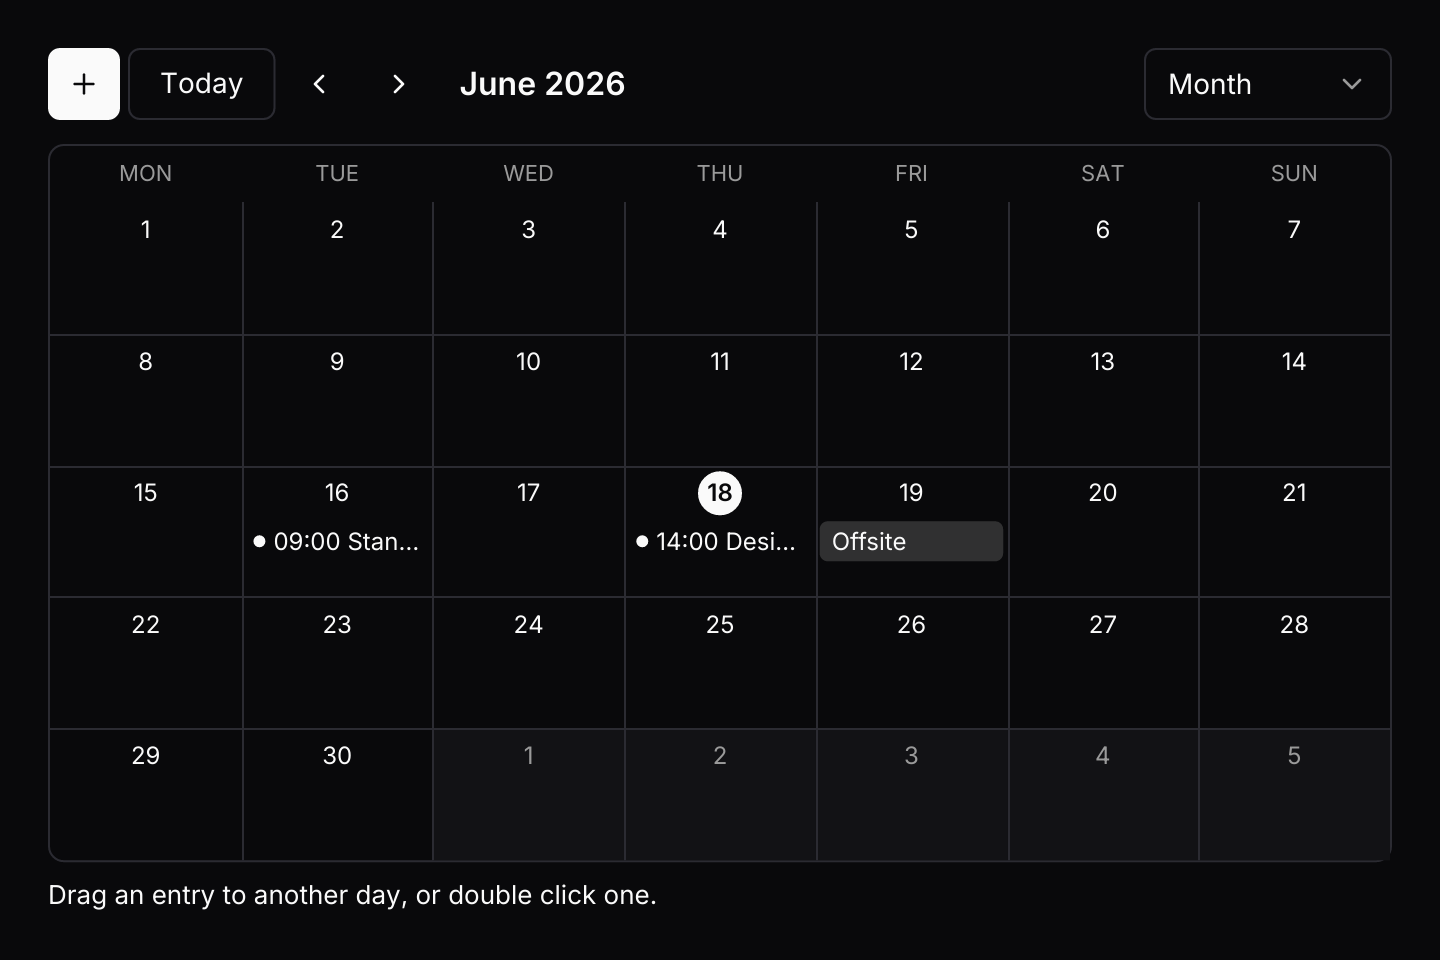 Today June 2026 Month
MON TUE WED THU FRI SAT SUN
1 2 3 4 5 6 7
8 9 10 11 12 13 14
15 16 17 18 19 20 21
09:00 Stan... 14:00 Desi... Offsite
22 23 24 25 26 27 28
29 30 1 2 3 4 5
Drag an entry to another day, or double click one.